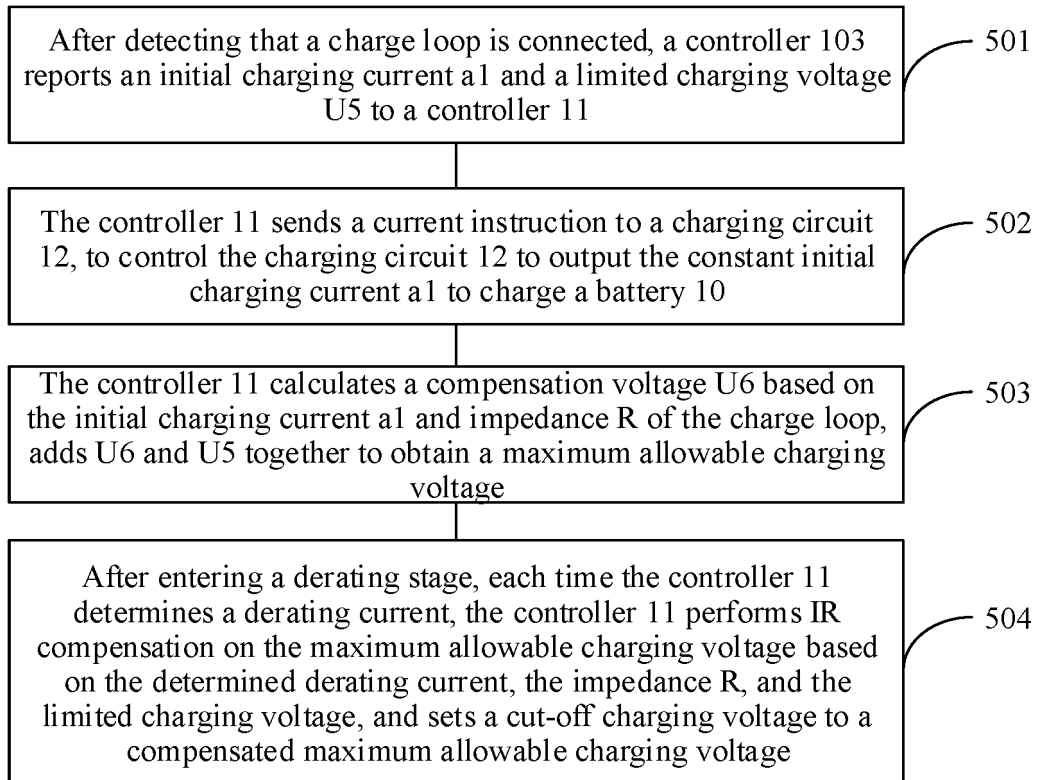 After detecting that a charge loop is connected, a controller 103
reports an initial charging current a1 and a limited charging voltage
U5 to a controller 11
501
The controller 11 sends a current instruction to a charging circuit
12, to control the charging circuit 12 to output the constant initial
charging current a1 to charge a battery 10
502
The controller 11 calculates a compensation voltage U6 based on
the initial charging current a1 and impedance R of the charge loop,
adds U6 and U5 together to obtain a maximum allowable charging
voltage
503
After entering a derating stage, each time the controller 11
determines a derating current, the controller 11 performs IR
compensation on the maximum allowable charging voltage based
on the determined derating current, the impedance R, and the
limited charging voltage, and sets a cut-off charging voltage to a
compensated maximum allowable charging voltage
504